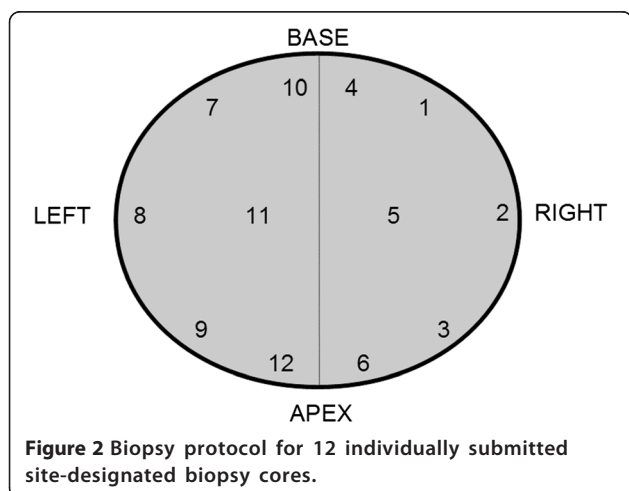 BASE
10 4
7 1
LEFT 8 11 5 2 RIGHT
9 3
12 6
APEX
Figure 2 Biopsy protocol for 12 individually submitted
site-designated biopsy cores.